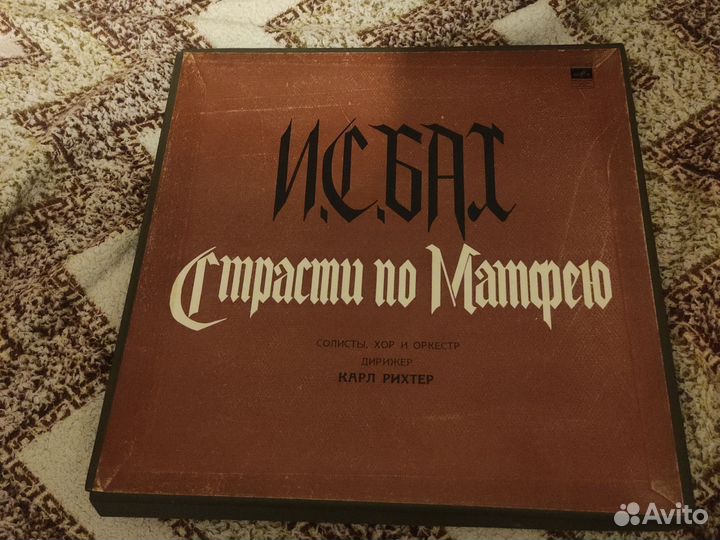 И.С.БАХ
Страсти по Матфею
СОЛИСТЫ, ХОР И ОРКЕСТР
ДИРИЖЕР
КАРЛ РИХТЕР
Avito